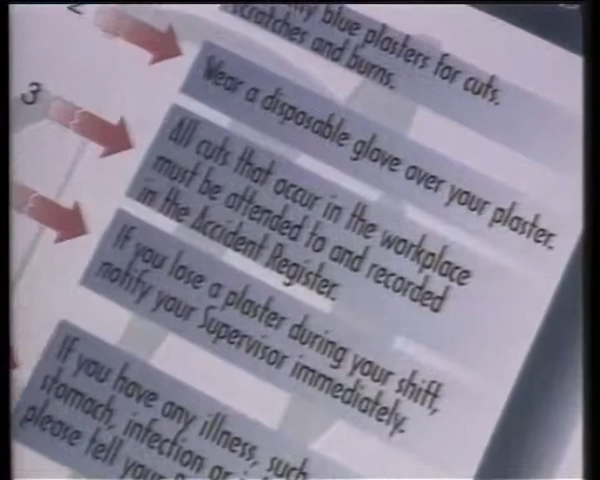 blue plasters for cuts,
scratches and burns.
2
Wear a disposable glove over your plaster.
3
All cuts that occur in the workplace
must be attended to and recorded
in the Accident Register.
If you lose a plaster during your shift,
notify your Supervisor immediately.
If you have any illness, such
stomach, infection or
please tell your